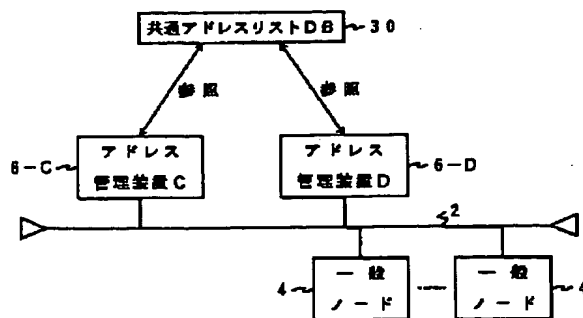 共通アドレスリストDB
30
参照
参照
6-C
アドレス
管理装置C
アドレス
管理装置D
6-D
2
4
一般
ノード
一般
ノード
4